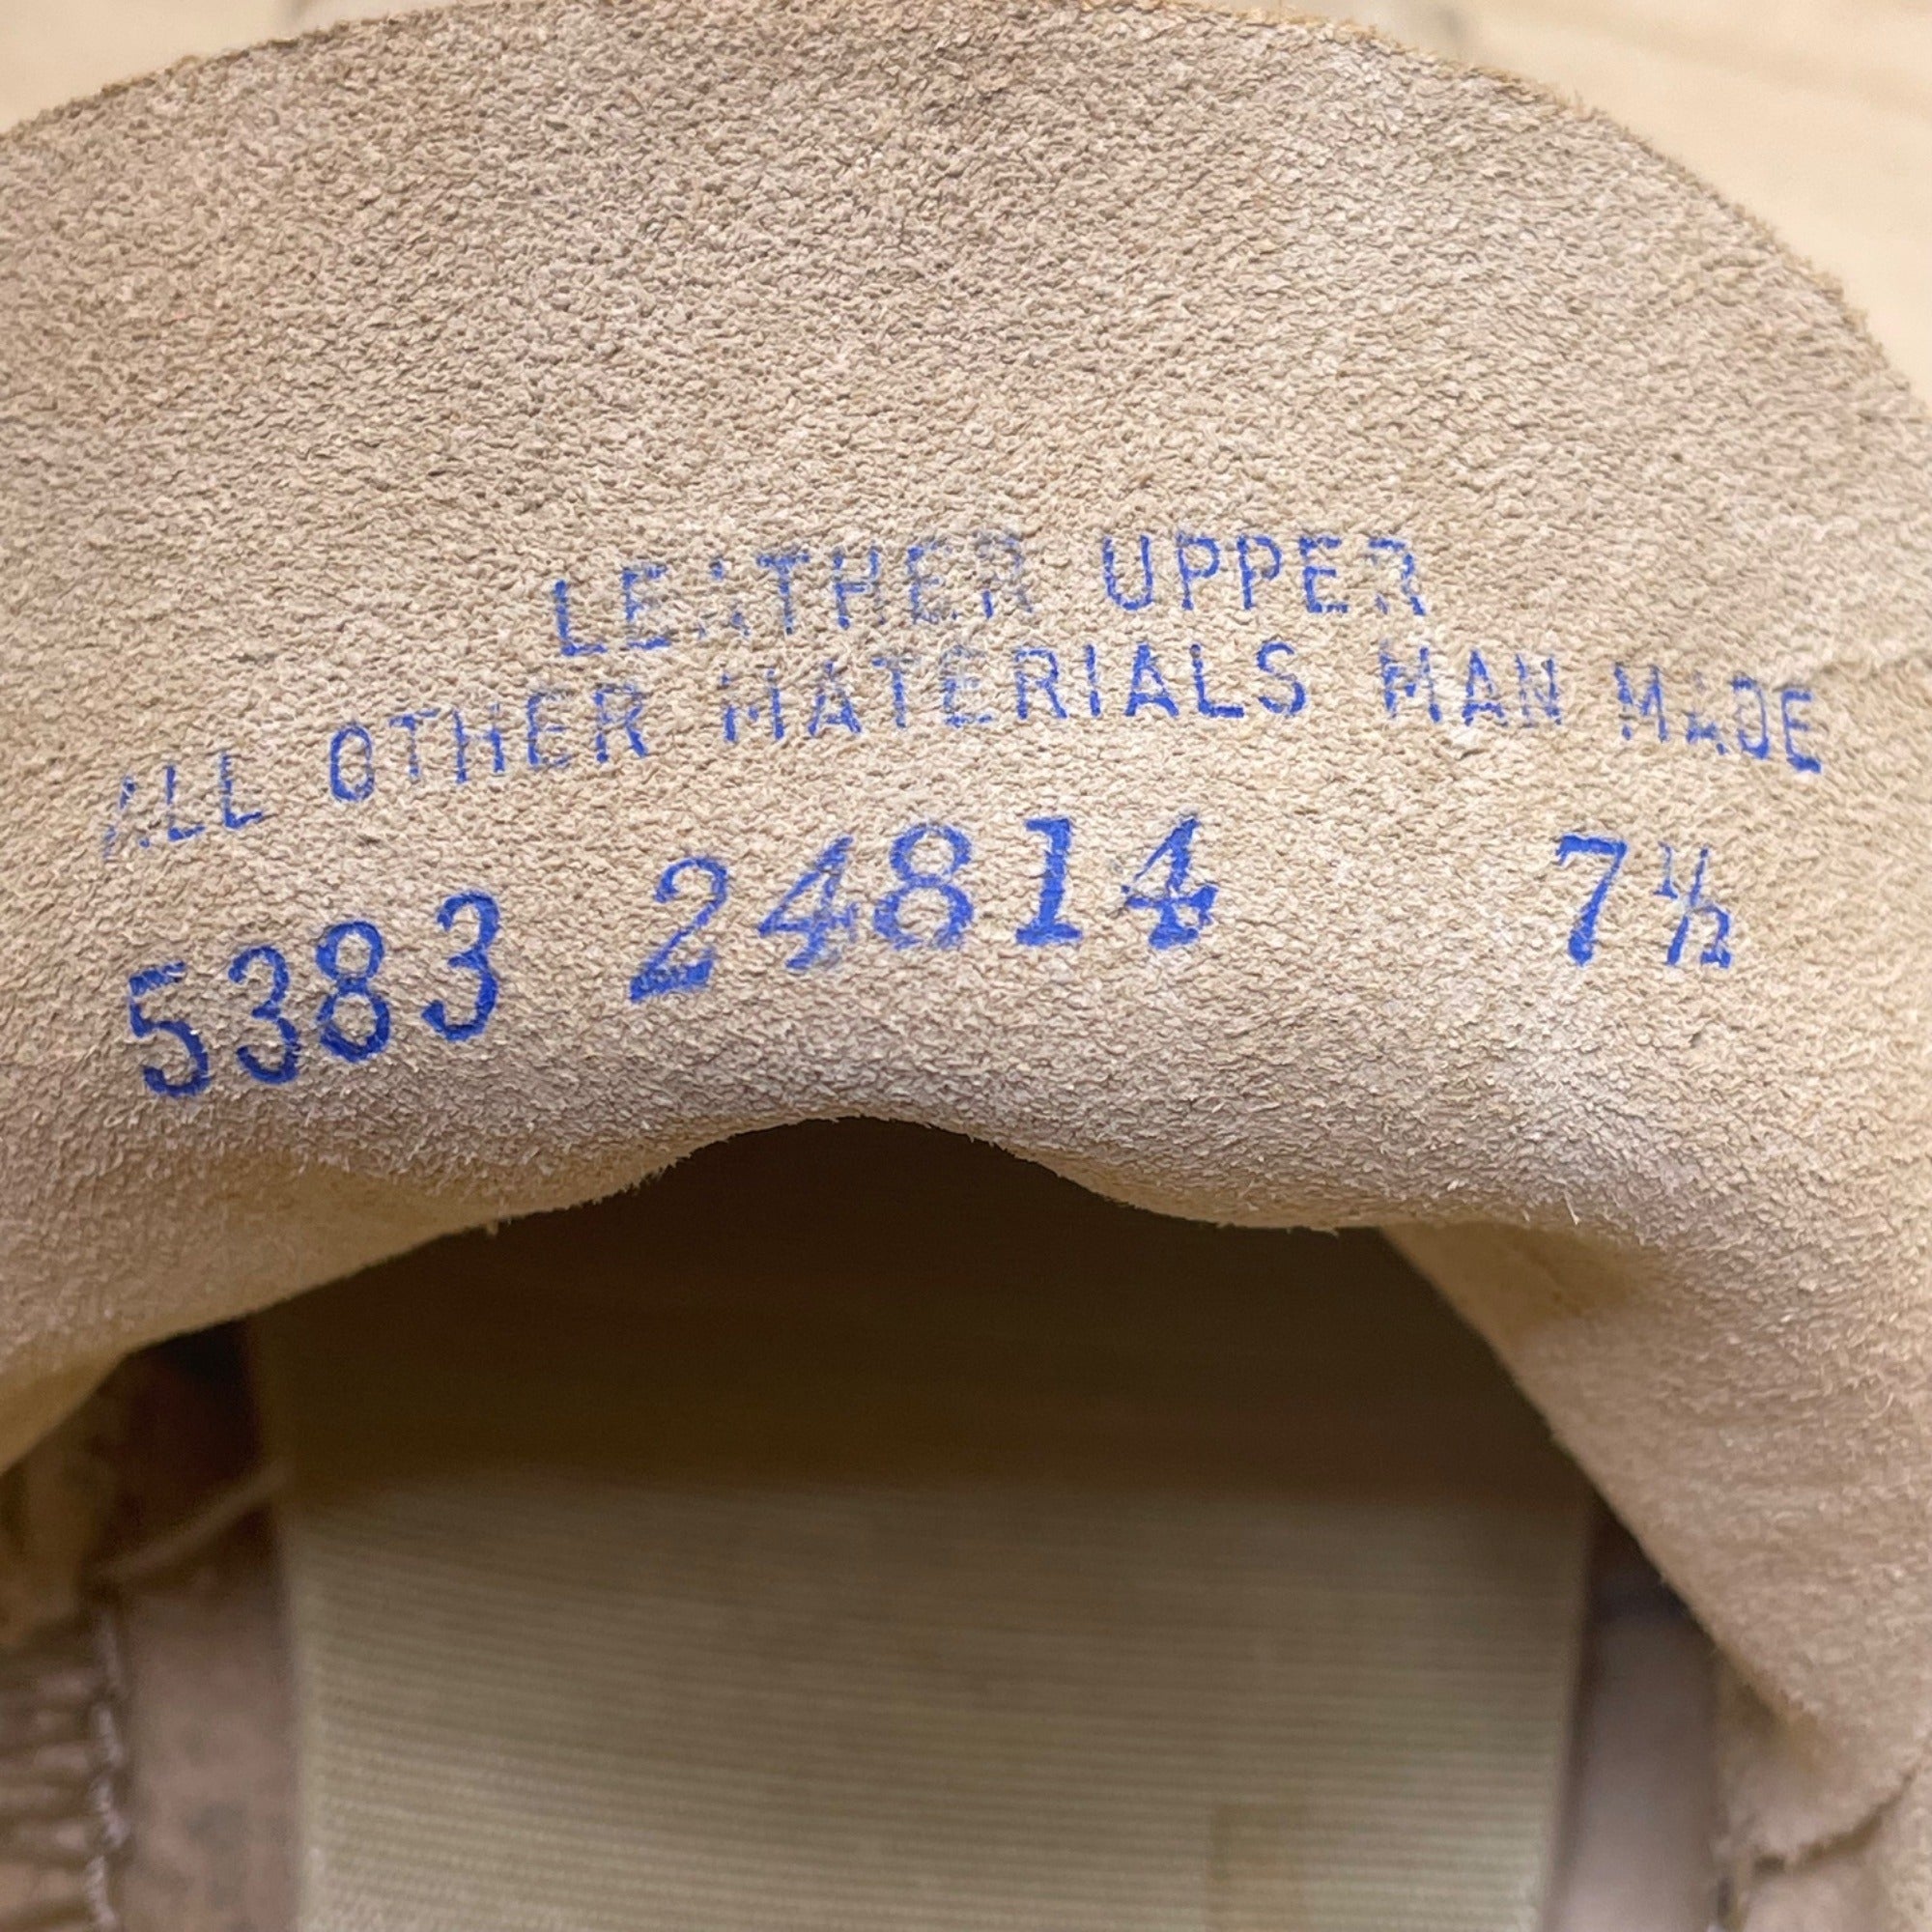 LEATHER UPPER
ALL OTHER MATERIALS MAN MADE
5383 24814 7½